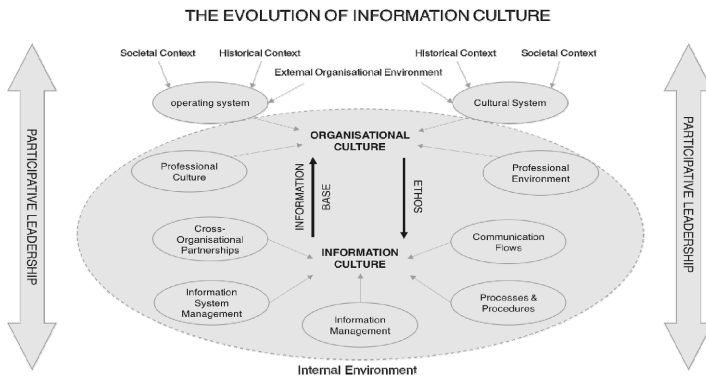 THE EVOLUTION OF INFORMATION CULTURE
Societal Context
Historical Context
Historical Context
Societal Context
External Organisational Environment
operating system
Cultural System
ORGANISATIONAL
CULTURE
Professional
Culture
Professional
Environment
PARTICIPATIVE LEADERSHIP
INFORMATION
BASE
ETHOS
PARTICIPATIVE LEADERSHIP
Cross-
Organisational
Partnerships
Communication
Flows
INFORMATION
CULTURE
Information
System
Management
Information
Management
Processes &
Procedures
Internal Environment